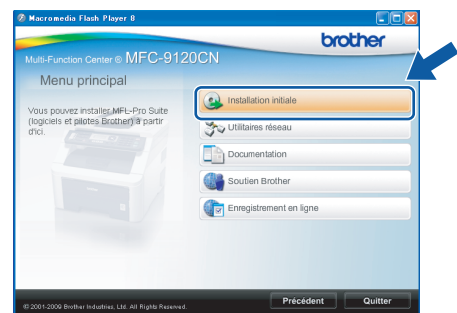 Macromedia Flash Player 8
brother
Multi-Function Center ® MFC-9120CN
Menu principal
Vous pouvez installer MFL-Pro Suite
(logiciels et pilotes Brother) à partir
d'ici.
Installation initiale
Utilitaires réseau
Documentation
Soutien Brother
Enregistrement en ligne
© 2001-2009 Brother Industries, Ltd. All Rights Reserved.
Précédent
Quitter